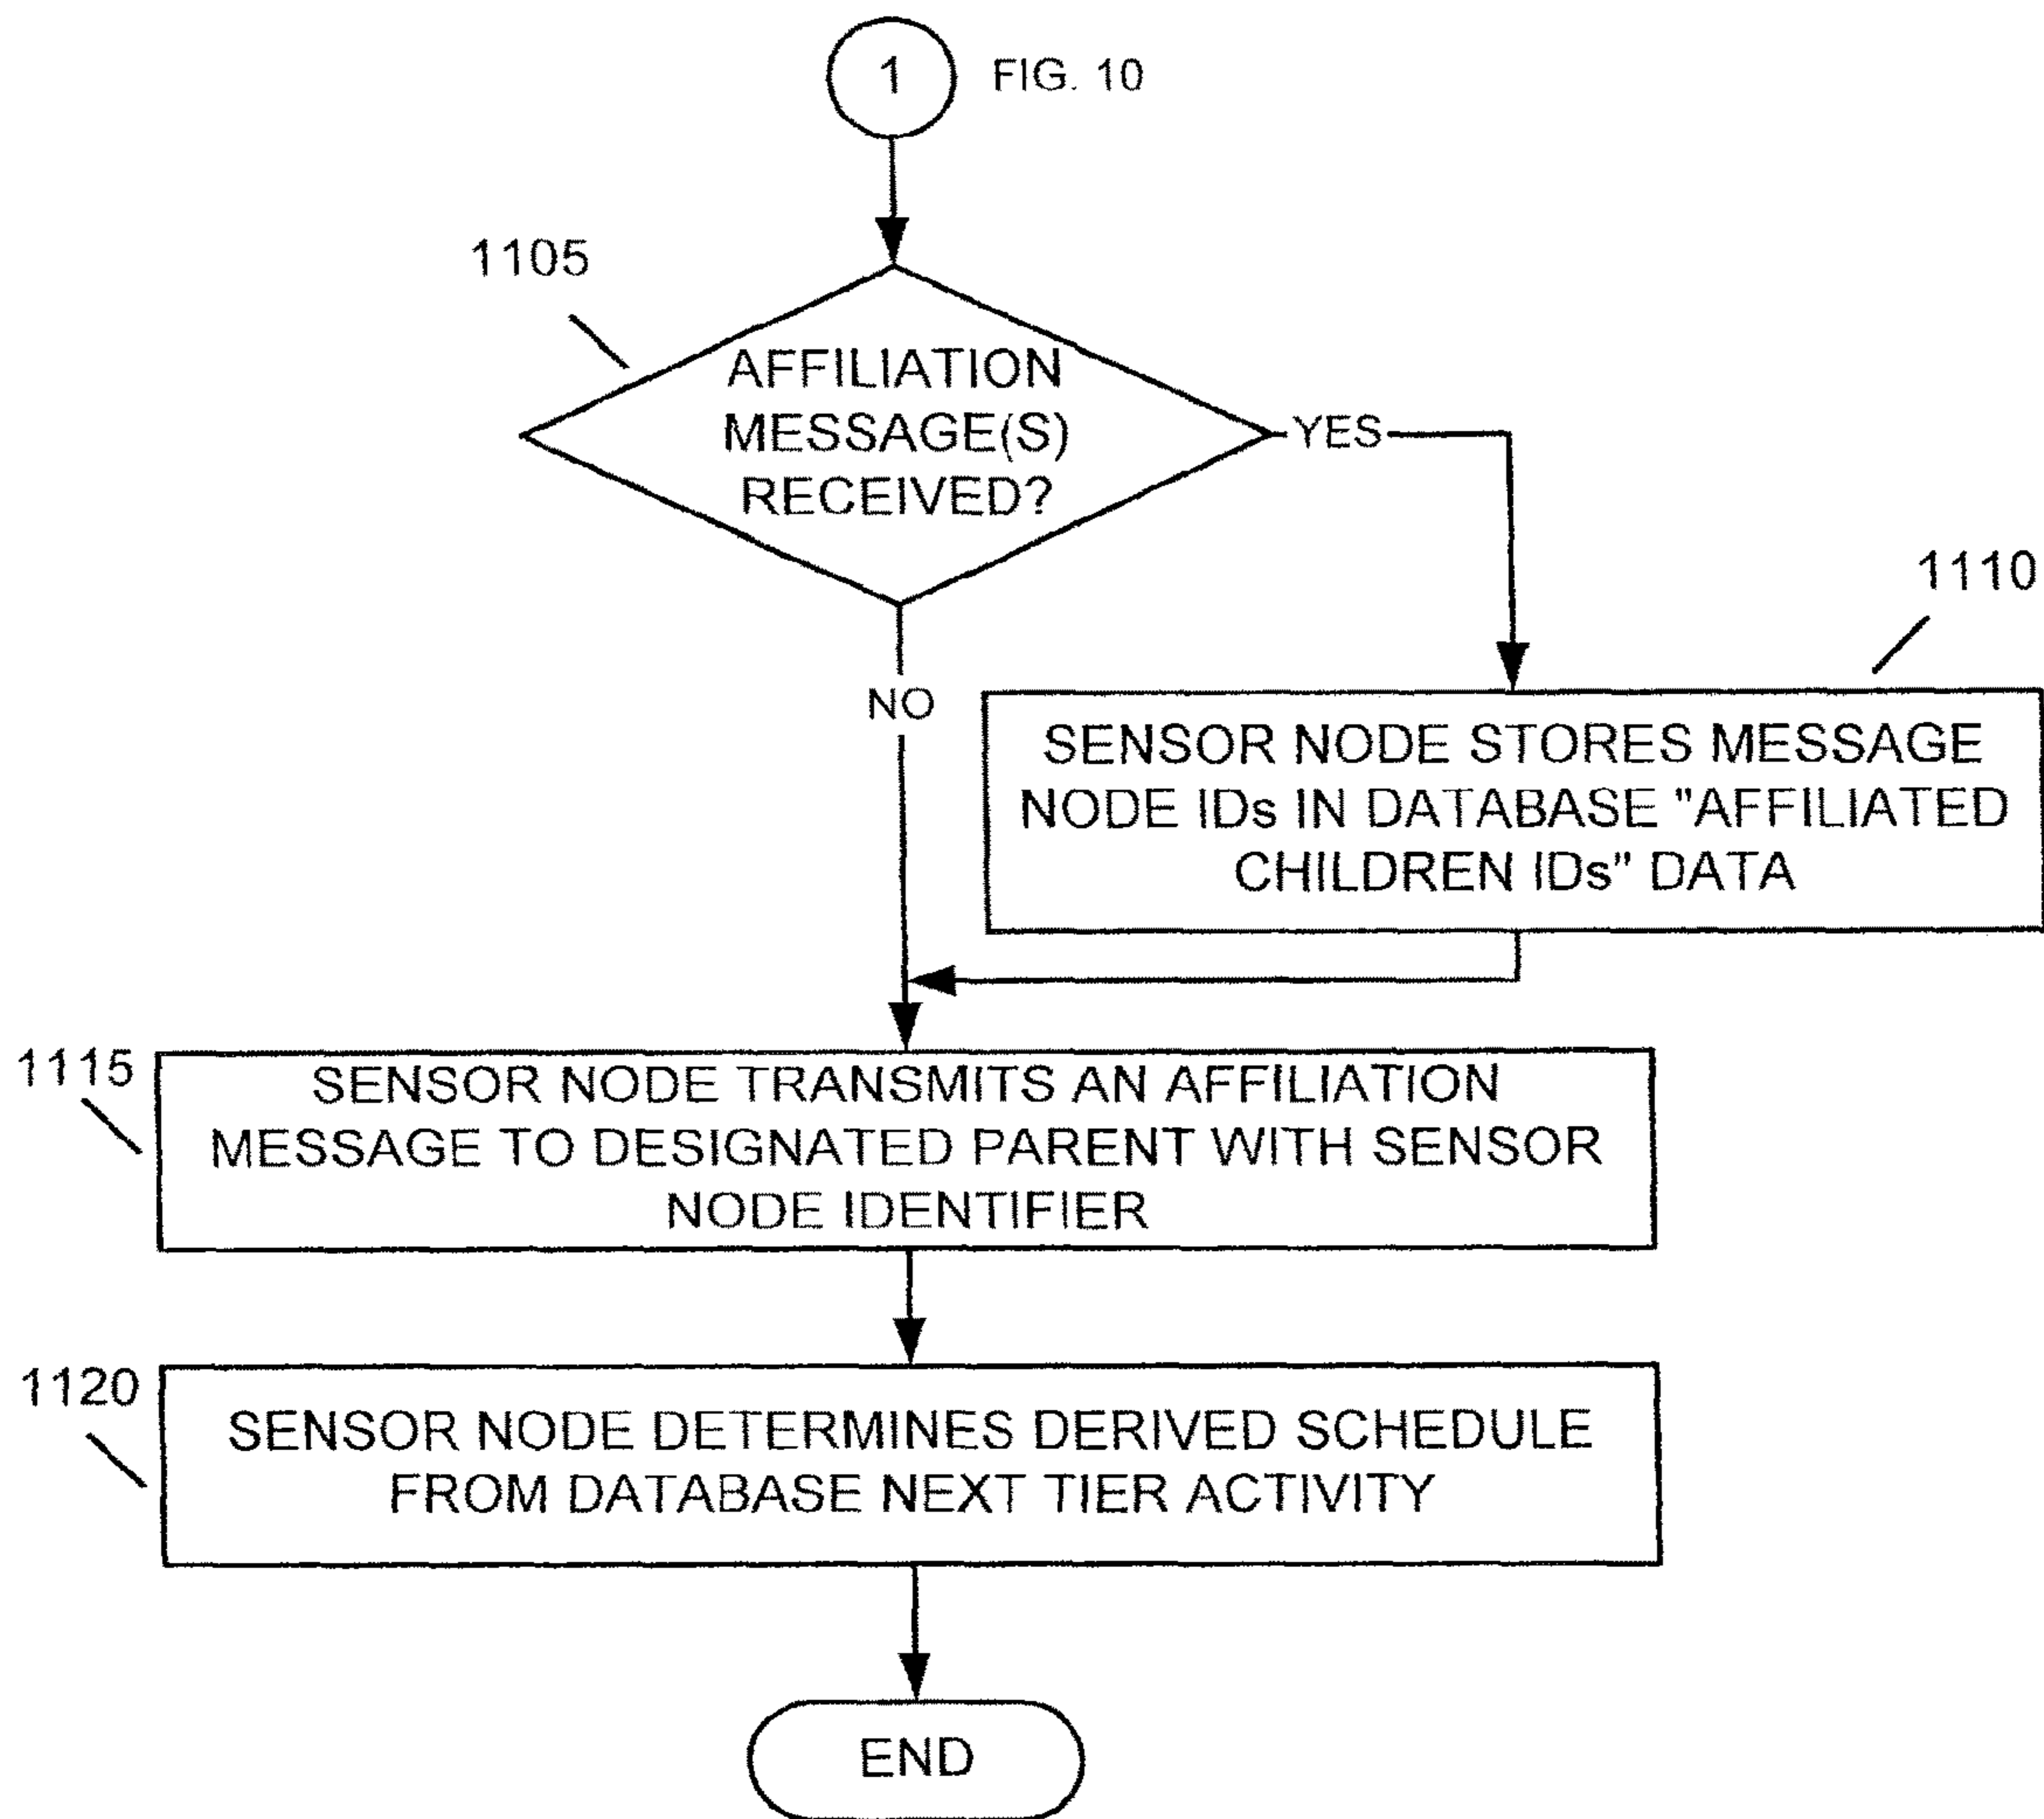 1
FIG. 10
1105
AFFILIATION
MESSAGE(S)
RECEIVED?
YES
NO
1110
SENSOR NODE STORES MESSAGE
NODE IDs IN DATABASE "AFFILIATED
CHILDREN IDs" DATA
1115
SENSOR NODE TRANSMITS AN AFFILIATION
MESSAGE TO DESIGNATED PARENT WITH SENSOR
NODE IDENTIFIER
1120
SENSOR NODE DETERMINES DERIVED SCHEDULE
FROM DATABASE NEXT TIER ACTIVITY
END